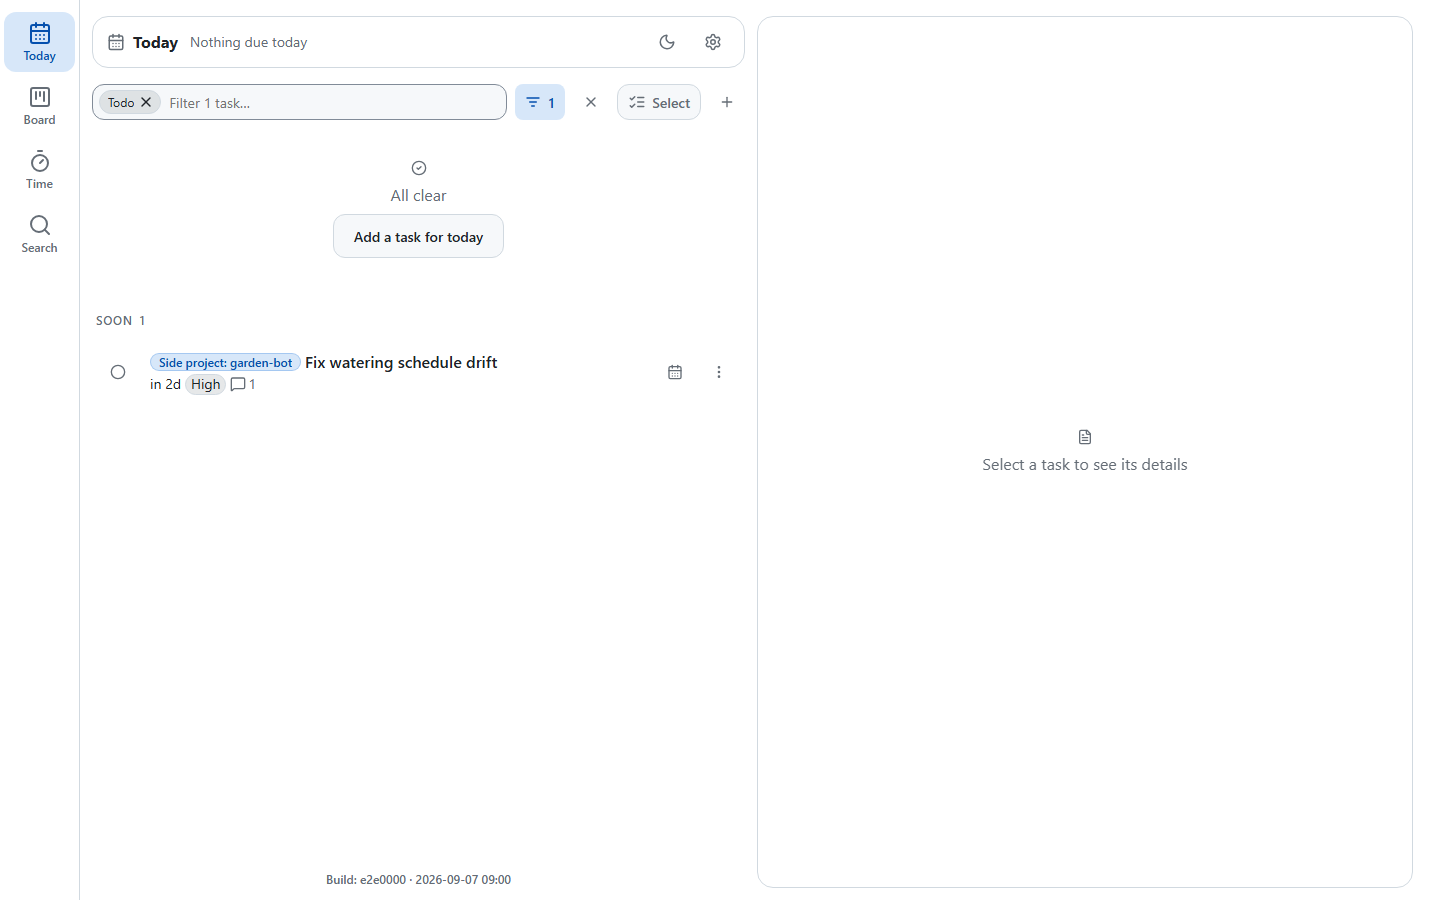 Today
Board
Time
Search
Today Nothing due today
Todo Filter 1 task... 1 Select
All clear
Add a task for today
SOON 1
Side project: garden-bot Fix watering schedule drift
in 2d High 1
Build: e2e0000 · 2026-09-07 09:00
Select a task to see its details